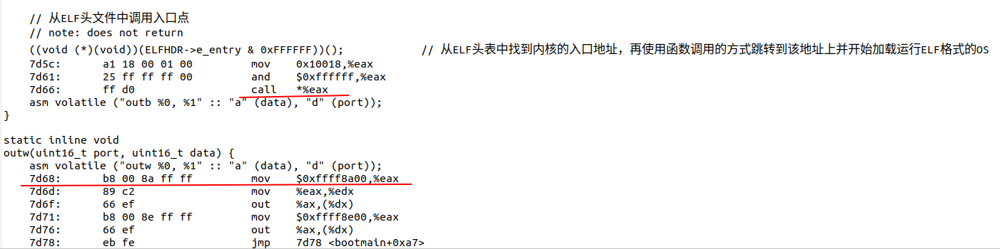 // 从ELF头文件中调用入口点
// note: does not return
((void (*)(void))(ELFHDR->e_entry & 0xFFFFFF))(); // 从ELF头表中找到内核的入口地址，再使用函数调用的方式跳转到该地址上并开始加载运行ELF格式的OS
7d5c: a1 18 00 01 00 mov 0x10018,%eax
7d61: 25 ff ff ff 00 and $0xffffff,%eax
7d66: ff d0 call *%eax
asm volatile ("outb %0, %1" :: "a" (data), "d" (port));
}
static inline void
outw(uint16_t port, uint16_t data) {
asm volatile ("outw %0, %1" :: "a" (data), "d" (port));
7d68: b8 00 8a ff ff mov $0xffff8a00,%eax
7d6d: 89 c2 mov %eax,%edx
7d6f: 66 ef out %ax,(%dx)
7d71: b8 00 8e ff ff mov $0xffff8e00,%eax
7d76: 66 ef out %ax,(%dx)
7d78: eb fe jmp 7d78 <bootmain+0xa7>